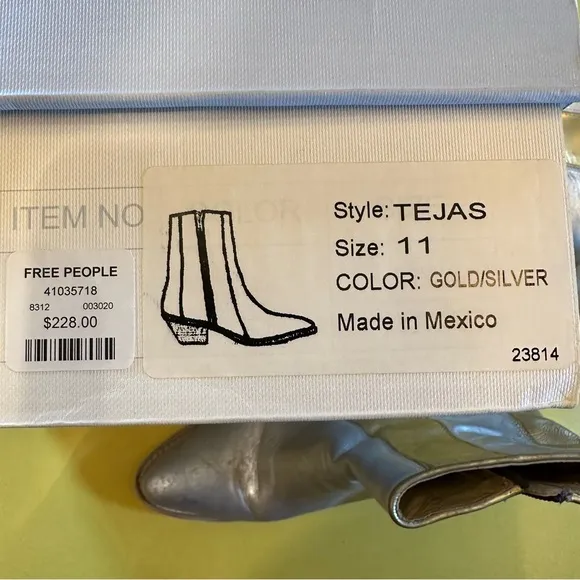 ITEM NO
COLOR
FREE PEOPLE
41035718
8312 003020
$228.00
Style: TEJAS
Size: 11
COLOR: GOLD/SILVER
Made in Mexico
23814